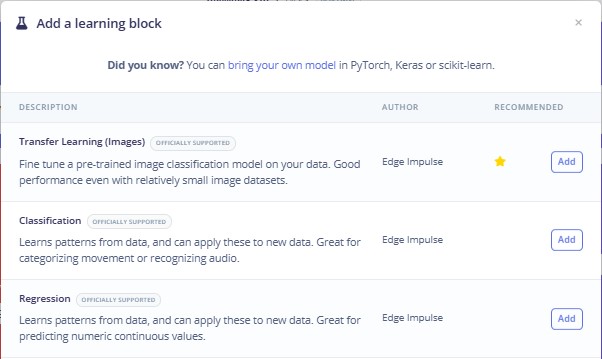 Add a learning block
×
Did you know? You can bring your own model in PyTorch, Keras or scikit-learn.
DESCRIPTION AUTHOR RECOMMENDED
Transfer Learning (Images) OFFICIALLY SUPPORTED
Fine tune a pre-trained image classification model on your data. Good
performance even with relatively small image datasets.
Edge Impulse
Add
Classification OFFICIALLY SUPPORTED
Learns patterns from data, and can apply these to new data. Great for
categorizing movement or recognizing audio.
Edge Impulse
Add
Regression OFFICIALLY SUPPORTED
Learns patterns from data, and can apply these to new data. Great for
predicting numeric continuous values.
Edge Impulse
Add